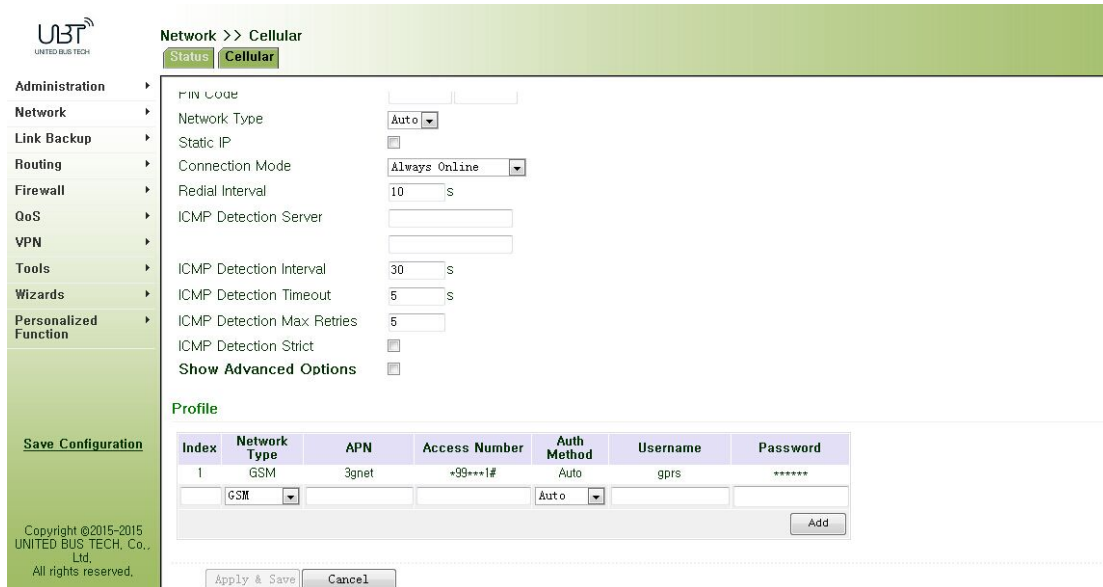 UBT
UNITED BUS TECH
Network >> Cellular
Status Cellular
Administration
Network
Link Backup
Routing
Firewall
QoS
VPN
Tools
Wizards
Personalized
Function
Save Configuration
Copyright ©2015-2015
UNITED BUS TECH, Co.,
Ltd.
All rights reserved.
PIN Code
Network Type Auto
Static IP
Connection Mode Always Online
Redial Interval 10 s
ICMP Detection Server
ICMP Detection Interval 30 s
ICMP Detection Timeout 5 s
ICMP Detection Max Retries 5
ICMP Detection Strict
Show Advanced Options
Profile
Index Network Type APN Access Number Auth Method Username Password
1 GSM 3gnet *99***1# Auto gprs ******
GSM Auto
Add
Apply & Save Cancel